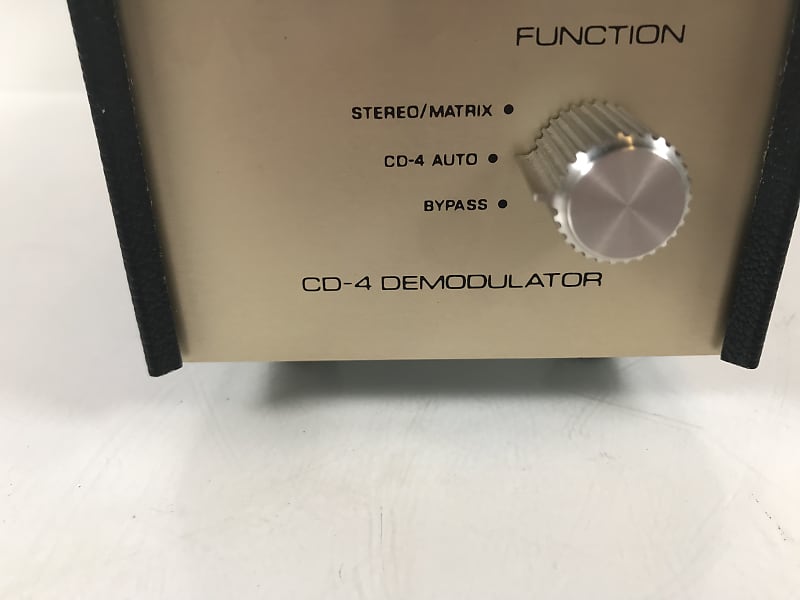 FUNCTION
STEREO/MATRIX
CD-4 AUTO
BYPASS
CD-4 DEMODULATOR